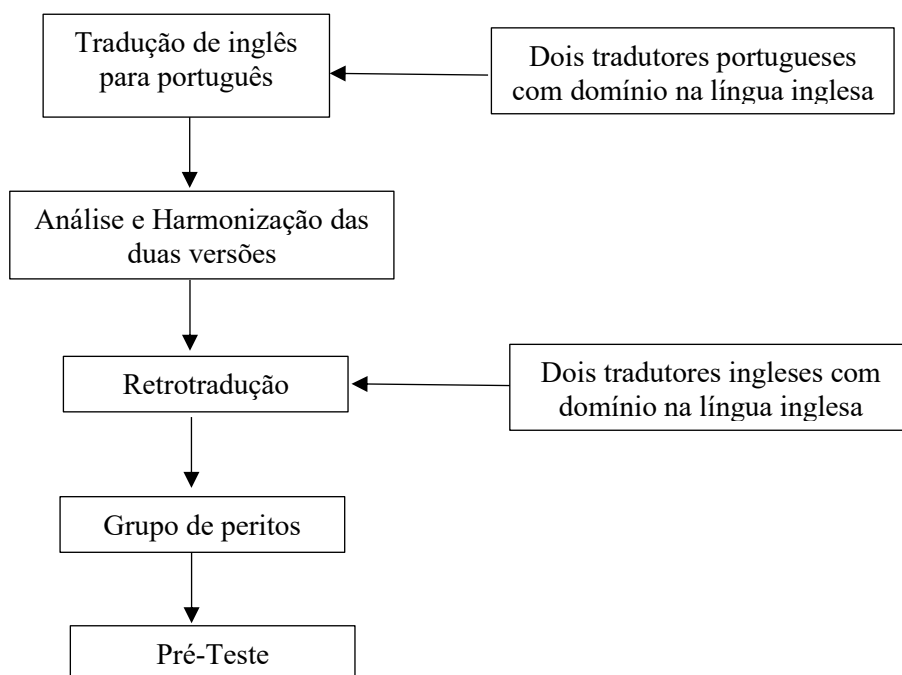 Tradução de inglês
para português
Dois tradutores portugueses
com domínio na língua inglesa
Análise e Harmonização das
duas versões
Retrotradução
Dois tradutores ingleses com
domínio na língua inglesa
Grupo de peritos
Pré-Teste